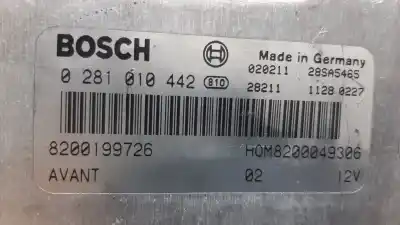 BOSCH
Made in Germany
0 281 010 442 810
020211 28SA5465
28211 1128 0227
8200199726 HOM8200049306
AVANT 02 12V